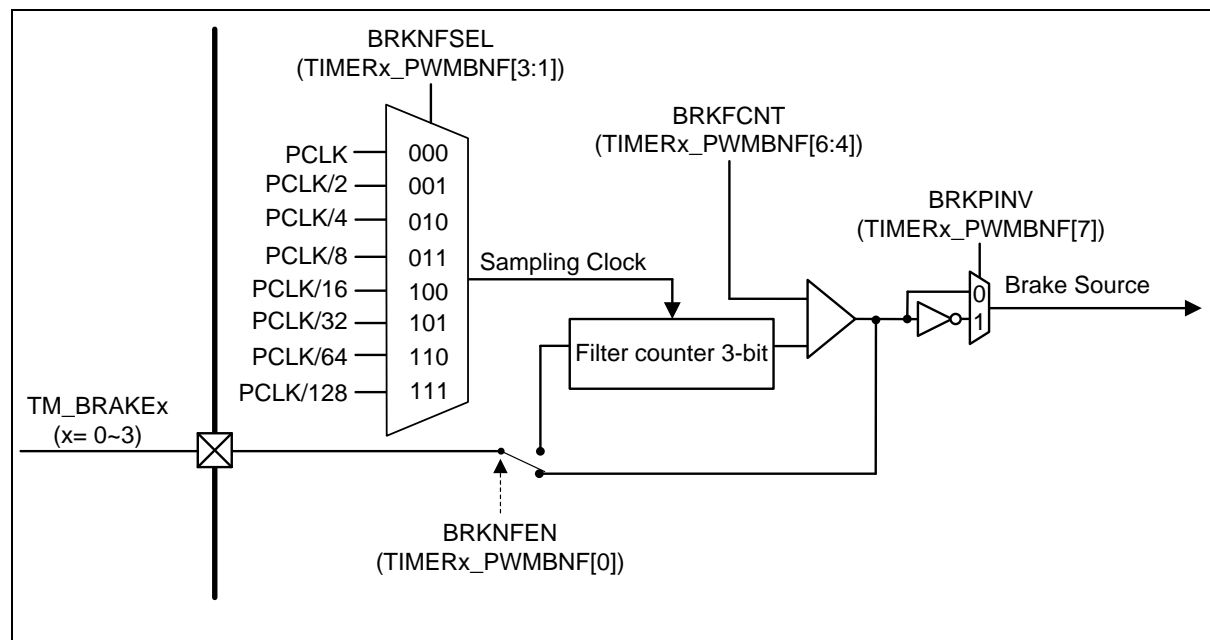 BRKNFSEL
(TIMERx_PWMBNF[3:1])
BRKFCNT
(TIMERx_PWMBNF[6:4])
BRKPINV
(TIMERx_PWMBNF[7])
PCLK 000
PCLK/2 001
PCLK/4 010
PCLK/8 011
PCLK/16 100
PCLK/32 101
PCLK/64 110
PCLK/128 111
Sampling Clock
Filter counter 3-bit
0
1
Brake Source
TM_BRAKEx
(x= 0~3)
BRKNFEN
(TIMERx_PWMBNF[0])